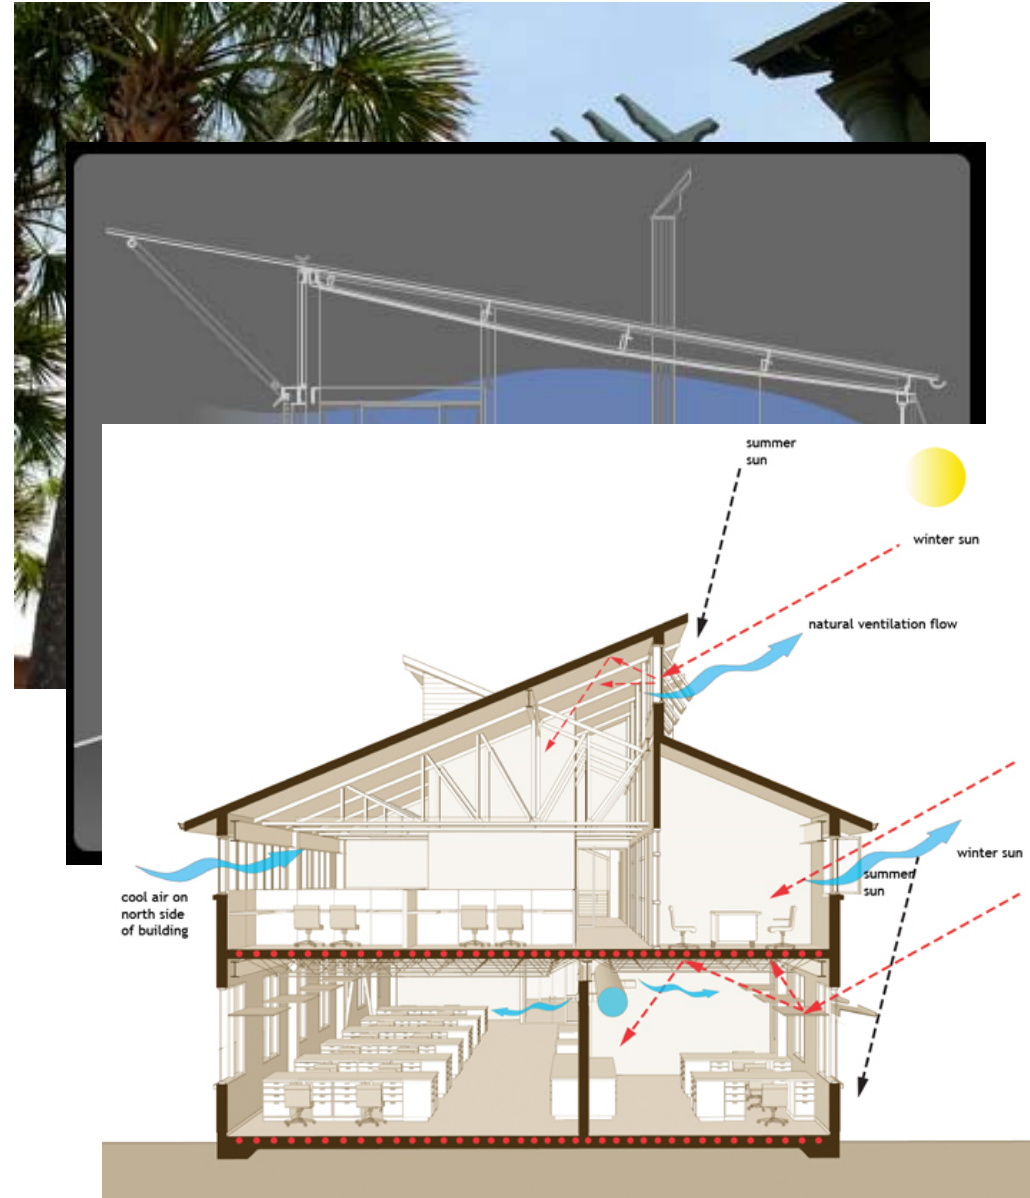 summer
sun
winter sun
natural ventilation flow
winter sun
summer
sun
cool air on
north side
of building